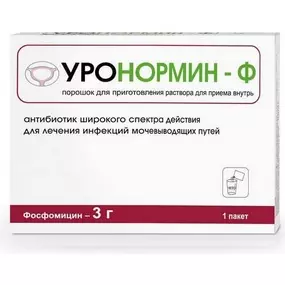 УРОНОРМИН - Ф
порошок для приготовления раствора для приема внутрь
антибиотик широкого спектра действия
для лечения инфекций мочевыводящих путей
Фосфомицин – 3 г
1 пакет